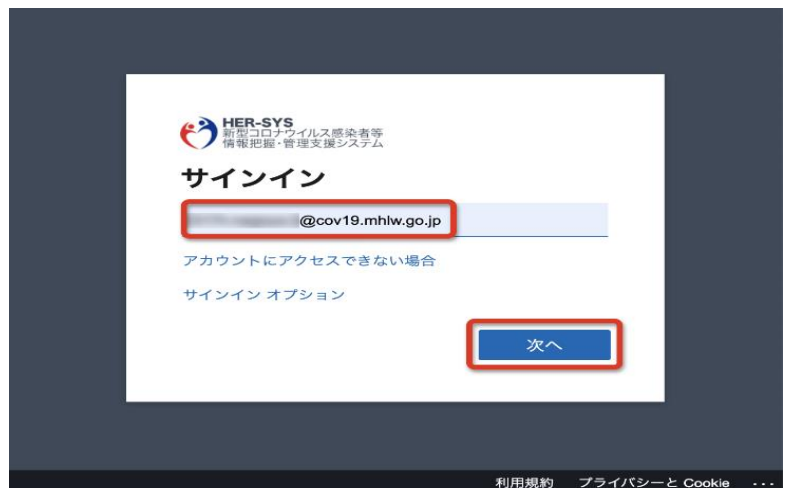 HER-SYS
新型コロナウイルス感染者等
情報把握・管理支援システム
サインイン
@cov19.mhlw.go.jp
アカウントにアクセスできない場合
サインイン オプション
次へ
利用規約 プライバシーと Cookie ...